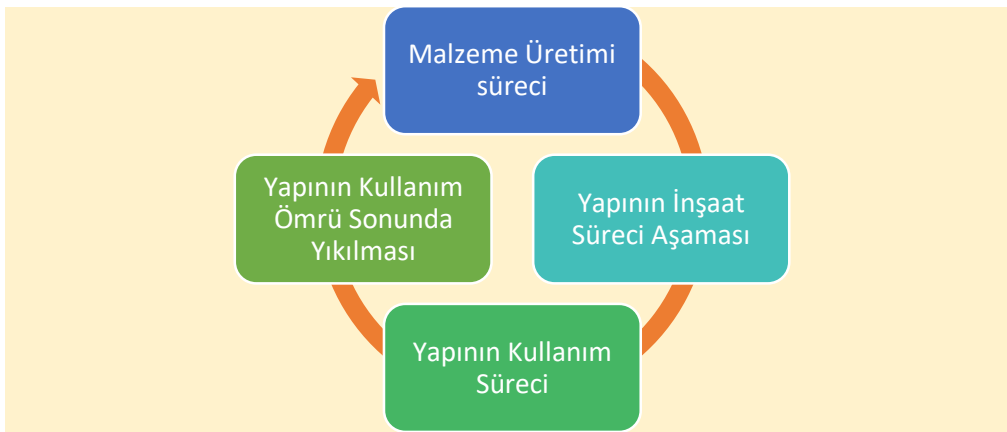 Malzeme Üretimi
süreci
Yapının İnşaat
Süreci Aşaması
Yapının Kullanım
Süreci
Yapının Kullanım
Ömrü Sonunda
Yıkılması